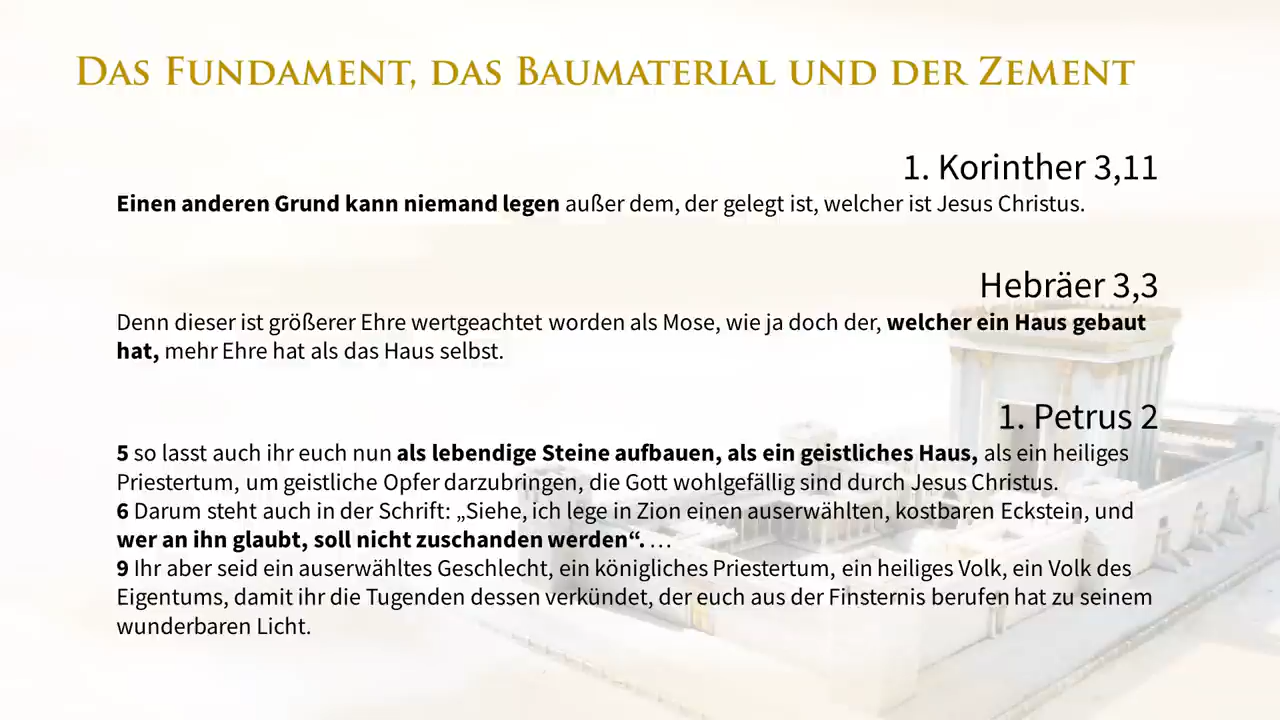 Das Fundament, das Baumaterial und der Zement
1. Korinther 3,11
Einen anderen Grund kann niemand legen außer dem, der gelegt ist, welcher ist Jesus Christus.
Hebräer 3,3
Denn dieser ist größerer Ehre wertgeachtet worden als Mose, wie ja doch der, welcher ein Haus gebaut
hat, mehr Ehre hat als das Haus selbst.
1. Petrus 2
5 so lasst auch ihr euch nun als lebendige Steine aufbauen, als ein geistliches Haus, als ein heiliges
Priestertum, um geistliche Opfer darzubringen, die Gott wohlgefällig sind durch Jesus Christus.
6 Darum steht auch in der Schrift: „Siehe, ich lege in Zion einen auserwählten, kostbaren Eckstein, und
wer an ihn glaubt, soll nicht zuschanden werden“. …
9 Ihr aber seid ein auserwähltes Geschlecht, ein königliches Priestertum, ein heiliges Volk, ein Volk des
Eigentums, damit ihr die Tugenden dessen verkündet, der euch aus der Finsternis berufen hat zu seinem
wunderbaren Licht.